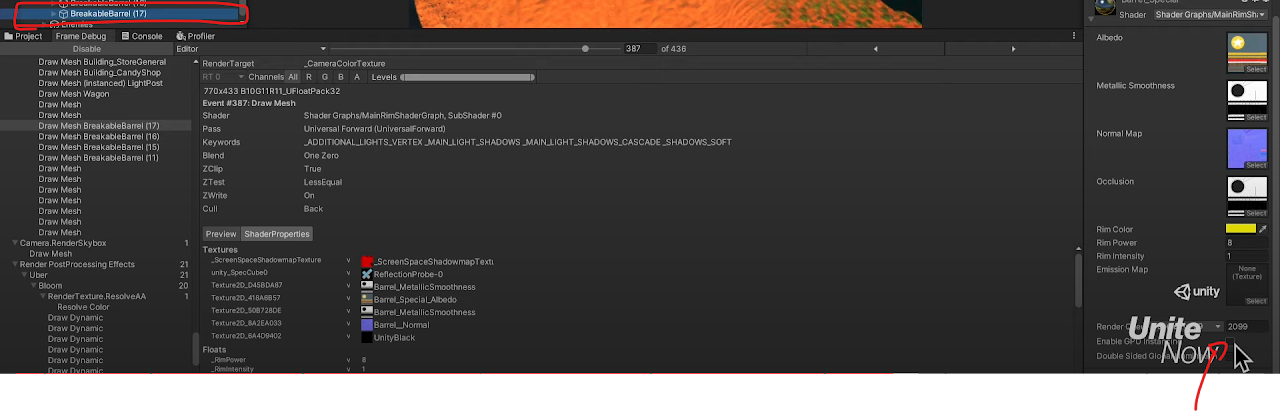 BreakableBarrel (17)
Enemies
Barrel_Special
Shader Shader Graphs/MainRimSha
Project Frame Debug Console Profiler
Disable Editor 387 of 436
Draw Mesh Building_StoreGeneral
Draw Mesh Building_CandyShop
Draw Mesh (instanced) LightPost
Draw Mesh Wagon
Draw Mesh
Draw Mesh
Draw Mesh BreakableBarrel (17)
Draw Mesh BreakableBarrel (16)
Draw Mesh BreakableBarrel (15)
Draw Mesh BreakableBarrel (11)
Draw Mesh
Draw Mesh
Draw Mesh
Draw Mesh
Draw Mesh
Draw Mesh
Draw Mesh
Camera.RenderSkybox 1
Draw Mesh
Render PostProcessing Effects 21
Uber 21
Bloom 20
RenderTexture.ResolveAA 1
Resolve Color
Draw Dynamic
Draw Dynamic
Draw Dynamic
Draw Dynamic
Draw Dynamic
Draw Dynamic
RenderTarget _CameraColorTexture
RT 0 Channels All R G B A Levels
770x433 B10G11R11_UFloatPack32
Event #387: Draw Mesh
Shader Shader Graphs/MainRimShaderGraph, SubShader #0
Pass Universal Forward (UniversalForward)
Keywords _ADDITIONAL_LIGHTS_VERTEX _MAIN_LIGHT_SHADOWS _MAIN_LIGHT_SHADOWS_CASCADE _SHADOWS_SOFT
Blend One Zero
ZClip True
ZTest LessEqual
ZWrite On
Cull Back
Preview ShaderProperties
Textures
_ScreenSpaceShadowmapTexture v _ScreenSpaceShadowmapTextu
unity_SpecCube0 v ReflectionProbe-0
Texture2D_D45BDA87 v Barrel_MetallicSmoothness
Texture2D_418A6B57 v Barrel_Special_Albedo
Texture2D_50B728DE v Barrel_MetallicSmoothness
Texture2D_8A2EA033 v Barrel__Normal
Texture2D_6A4D9402 v UnityBlack
Floats
_RimPower v 8
_RimIntensity v 1
Albedo
Select
Metallic Smoothness
Select
Normal Map
Select
Occlusion
Select
Rim Color
Rim Power 8
Rim Intensity 1
Emission Map None
(Texture)
Select
unity
Render 2099
Unite
Enable GPU Instancing
Now
Double Sided Global